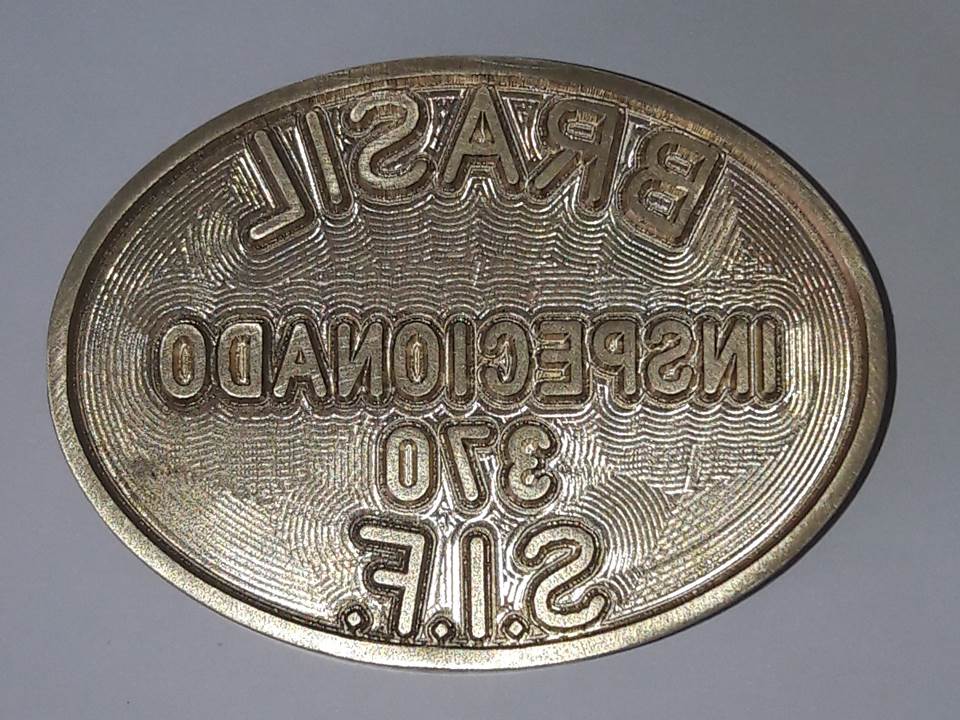 BRASIL
INSPECIONADO
370
S.I.F.